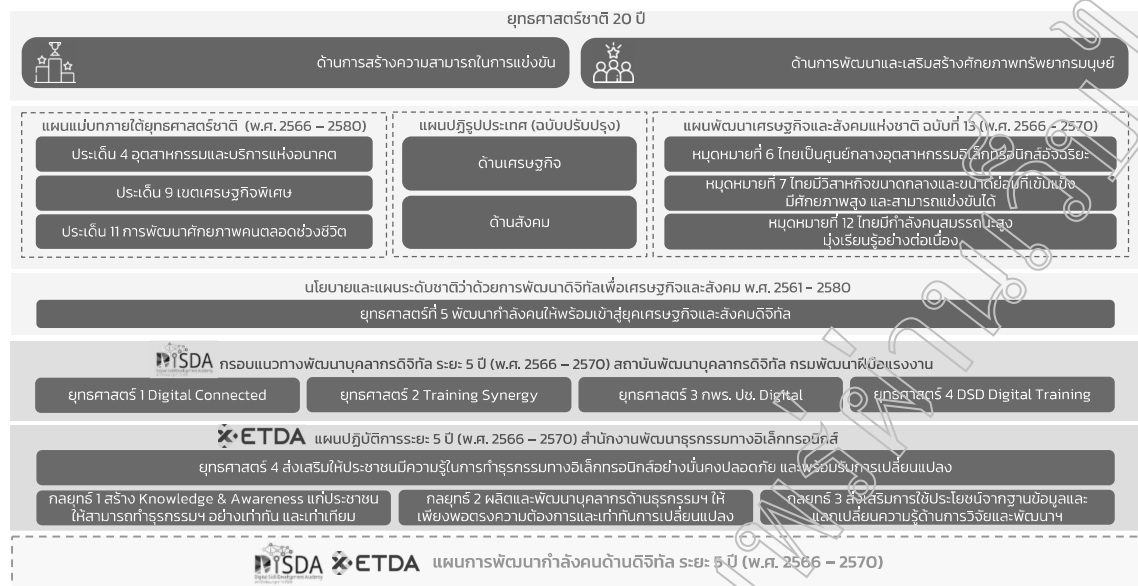 ยุทธศาสตร์ชาติ 20 ปี
ด้านการสร้างความสามารถในการแข่งขัน
ด้านการพัฒนาและเสริมสร้างศักยภาพทรัพยากรมนุษย์
แผนแม่บทภายใต้ยุทธศาสตร์ชาติ (พ.ศ. 2566 – 2580)
ประเด็น 4 อุตสาหกรรมและบริการแห่งอนาคต
ประเด็น 9 เขตเศรษฐกิจพิเศษ
ประเด็น 11 การพัฒนาศักยภาพคนตลอดช่วงชีวิต
แผนปฏิรูปประเทศ (ฉบับปรับปรุง)
ด้านเศรษฐกิจ
ด้านสังคม
แผนพัฒนาเศรษฐกิจและสังคมแห่งชาติ ฉบับที่ 13 (พ.ศ. 2566 - 2570)
หมุดหมายที่ 6 ไทยเป็นศูนย์กลางอุตสาหกรรมอิเล็กทรอนิกส์อัจฉริยะ
หมุดหมายที่ 7 ไทยมีวิสาหกิจขนาดกลางและขนาดย่อมที่เข้มแข็ง
มีศักยภาพสูง และสามารถแข่งขันได้
หมุดหมายที่ 12 ไทยมีกำลังคนสมรรถนะสูง
มุ่งเรียนรู้อย่างต่อเนื่อง
นโยบายและแผนระดับชาติว่าด้วยการพัฒนาดิจิทัลเพื่อเศรษฐกิจและสังคม พ.ศ. 2561 - 2580
ยุทธศาสตร์ที่ 5 พัฒนากำลังคนให้พร้อมเข้าสู่ยุคเศรษฐกิจและสังคมดิจิทัล
DISDA กรอบแนวทางพัฒนาบุคลากรดิจิทัล ระยะ 5 ปี (พ.ศ. 2566 – 2570) สถาบันพัฒนาบุคลากรดิจิทัล กรมพัฒนาฝีมือแรงงาน
ยุทธศาสตร์ 1 Digital Connected
ยุทธศาสตร์ 2 Training Synergy
ยุทธศาสตร์ 3 กพร. ปช. Digital
ยุทธศาสตร์ 4 DSD Digital Training
ETDA แผนปฏิบัติการระยะ 5 ปี (พ.ศ. 2566 – 2570) สำนักงานพัฒนาธุรกรรมทางอิเล็กทรอนิกส์
ยุทธศาสตร์ 4 ส่งเสริมให้ประชาชนมีความรู้ในการทำธุรกรรมทางอิเล็กทรอนิกส์อย่างมั่นคงปลอดภัย และพร้อมรับการเปลี่ยนแปลง
กลยุทธ์ 1 สร้าง Knowledge & Awareness แก่ประชาชน
ให้สามารถทำธุรกรรมฯ อย่างเท่าทัน และเท่าเทียม
กลยุทธ์ 2 ผลิตและพัฒนาบุคลากรด้านธุรกรรมฯ ให้
เพียงพอตรงความต้องการและเท่าทันการเปลี่ยนแปลง
กลยุทธ์ 3 ส่งเสริมการใช้ประโยชน์จากฐานข้อมูลและ
แลกเปลี่ยนความรู้ด้านการวิจัยและพัฒนาฯ
DISDA ETDA แผนการพัฒนากำลังคนด้านดิจิทัล ระยะ 5 ปี (พ.ศ. 2566 – 2570)
Digital Skill Development Academy